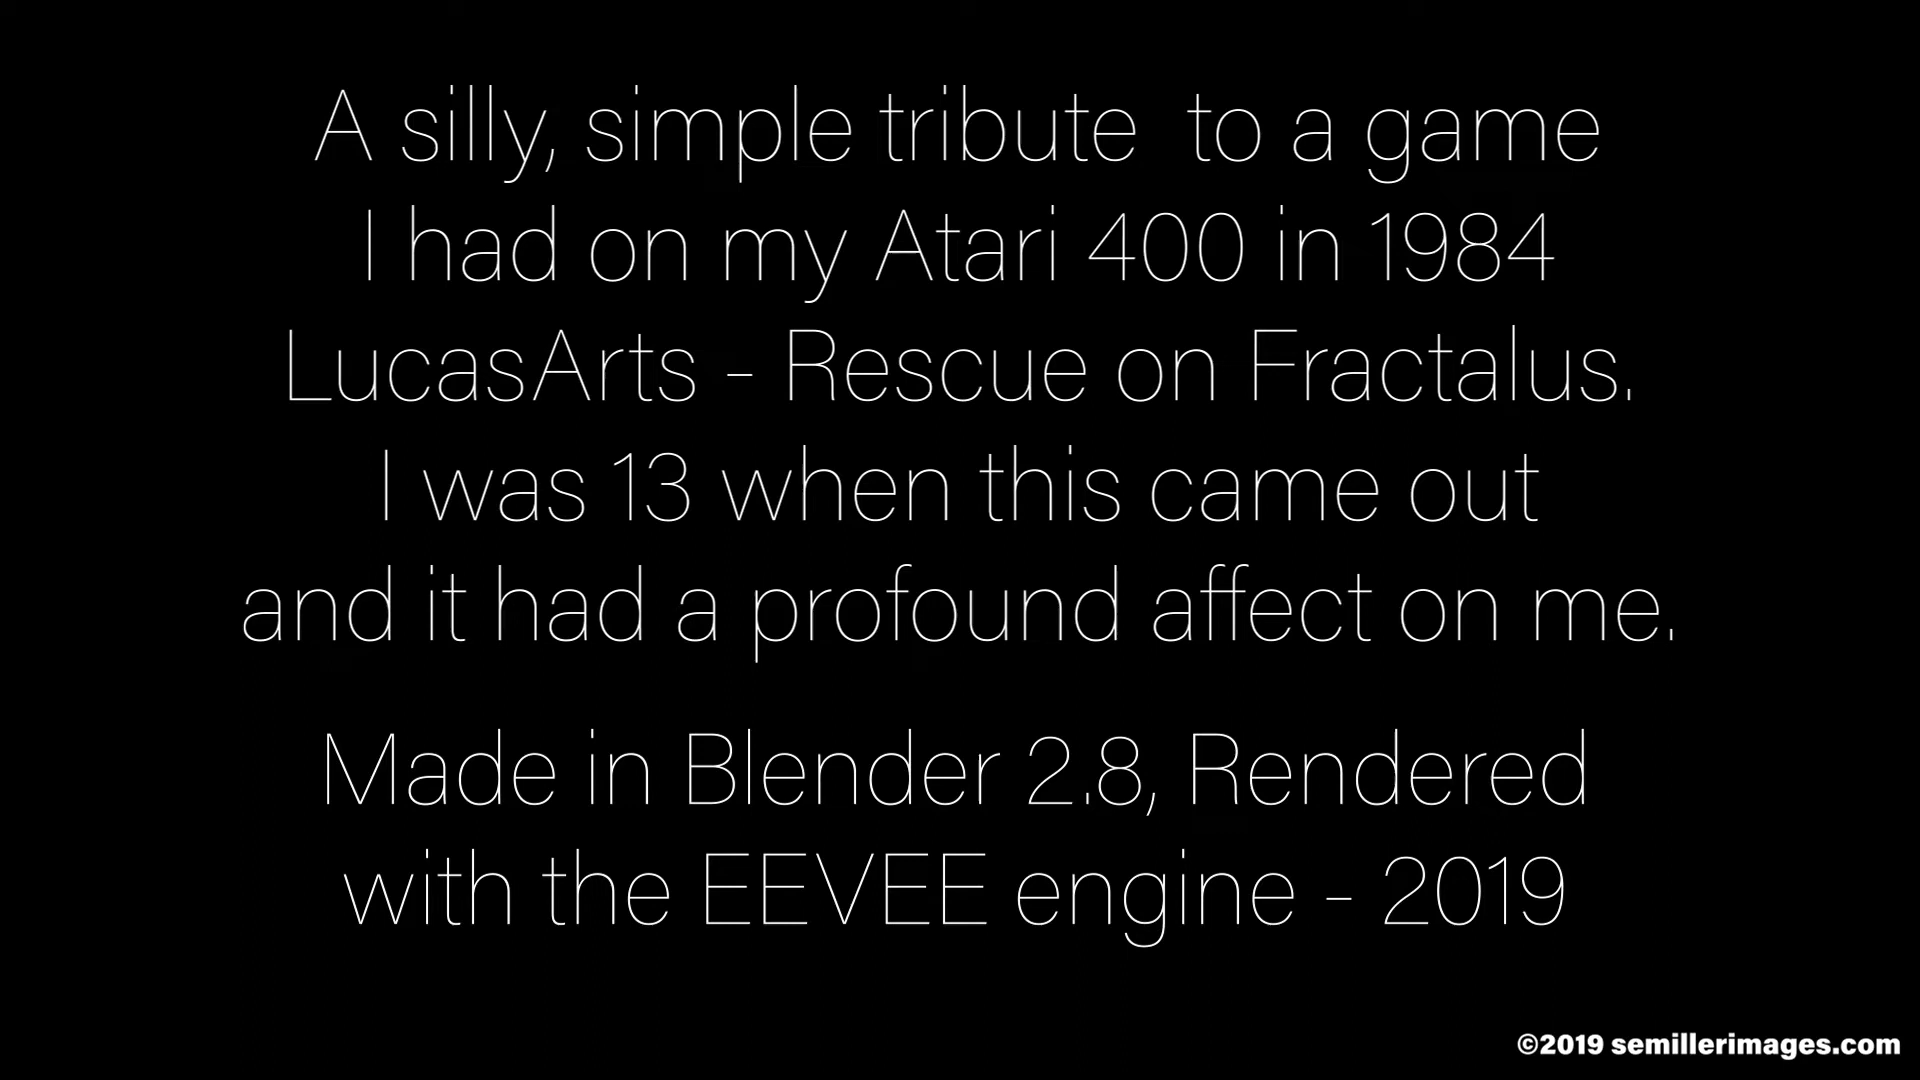 A silly, simple tribute  to a game
I had on my Atari 400 in 1984
LucasArts - Rescue on Fractalus.
I was 13 when this came out
and it had a profound affect on me.
Made in Blender 2.8, Rendered
with the EEVEE engine - 2019
©2019 semillerimages.com